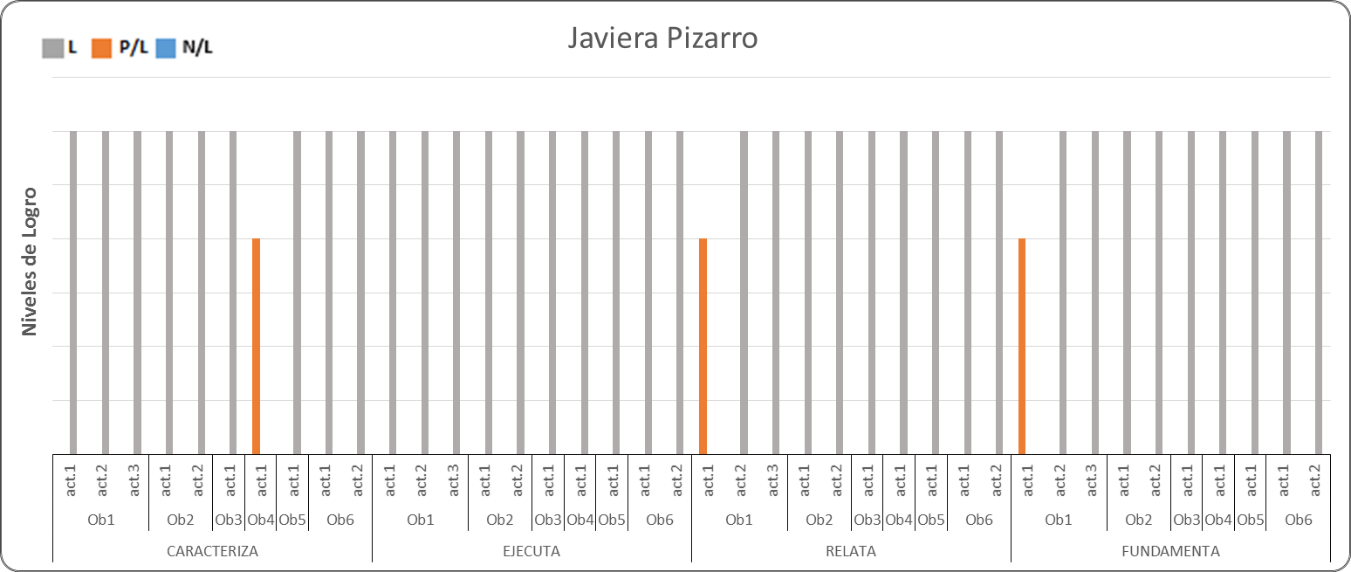 Javiera Pizarro
L P/L N/L
Niveles de Logro
act.1 act.2 act.3 act.1 act.2 act.1 act.1 act.1 act.1 act.2 act.1 act.2 act.3 act.1 act.2 act.1 act.1 act.1 act.1 act.2 act.1 act.2 act.3 act.1 act.2 act.1 act.1 act.1 act.1 act.2 act.1 act.2 act.3 act.1 act.2 act.1 act.1 act.1 act.1 act.2
Ob1 Ob2 Ob3 Ob4 Ob5 Ob6 Ob1 Ob2 Ob3 Ob4 Ob5 Ob6 Ob1 Ob2 Ob3 Ob4 Ob5 Ob6 Ob1 Ob2 Ob3 Ob4 Ob5 Ob6
CARACTERIZA EJECUTA RELATA FUNDAMENTA